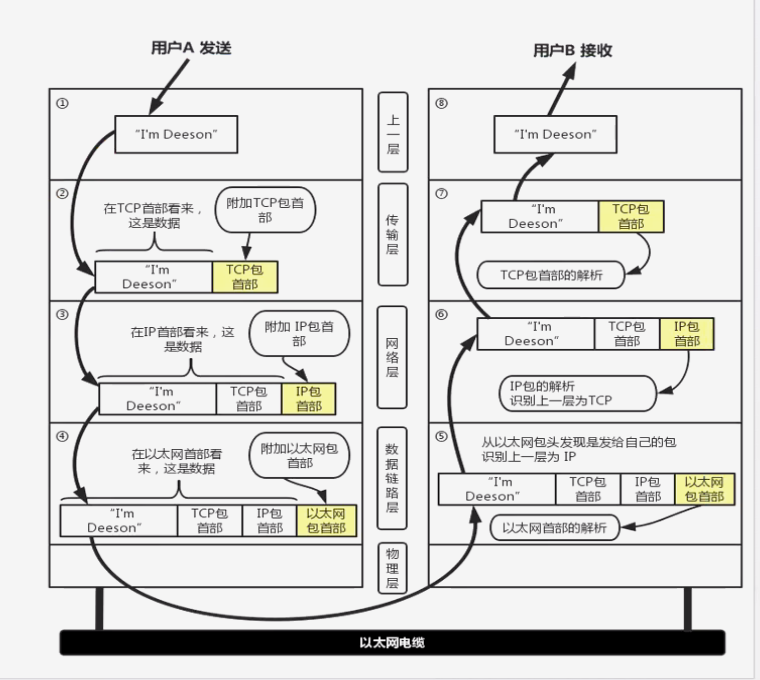 用户A 发送
①
“I'm Deeson”
②
在TCP首部看来，
这是数据
附加TCP包首
部
“I'm
Deeson”
TCP包
首部
③
在IP首部看来，这
是数据
附加 IP包首
部
“I'm
Deeson”
TCP包
首部
IP包
首部
④
在以太网首部看
来，这是数据
附加以太网包
首部
“I'm
Deeson”
TCP包
首部
IP包
首部
以太网
包首部
上一层
传输层
网络层
数据链路层
物理层
用户B 接收
⑧
“I'm Deeson”
⑦
“I'm
Deeson”
TCP包
首部
TCP包首部的解析
⑥
“I'm
Deeson”
TCP包
首部
IP包
首部
IP包的解析
识别上一层为TCP
⑤
从以太网包头发现是发给自己的包
识别上一层为 IP
“I'm
Deeson”
TCP包
首部
IP包
首部
以太网
包首部
以太网首部的解析
以太网电缆